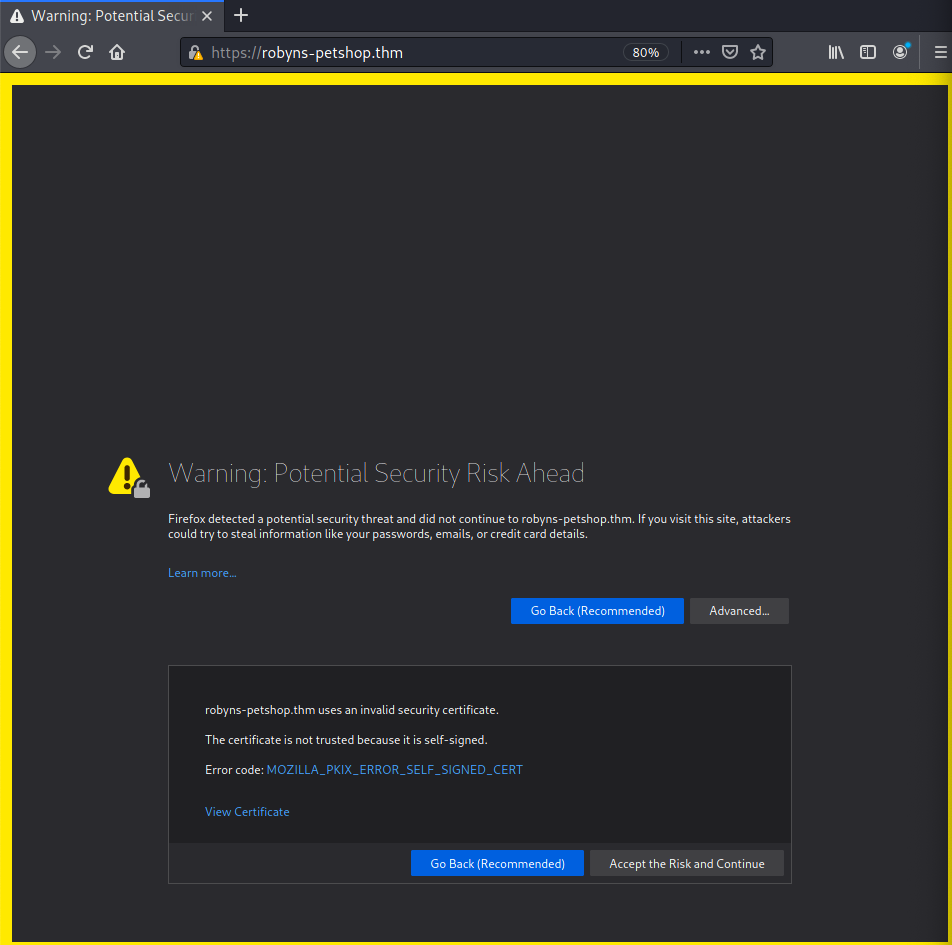 Warning: Potential Secur
https://robyns-petshop.thm 80%
Warning: Potential Security Risk Ahead
Firefox detected a potential security threat and did not continue to robyns-petshop.thm. If you visit this site, attackers
could try to steal information like your passwords, emails, or credit card details.
Learn more...
Go Back (Recommended) Advanced...
robyns-petshop.thm uses an invalid security certificate.
The certificate is not trusted because it is self-signed.
Error code: MOZILLA_PKIX_ERROR_SELF_SIGNED_CERT
View Certificate
Go Back (Recommended) Accept the Risk and Continue